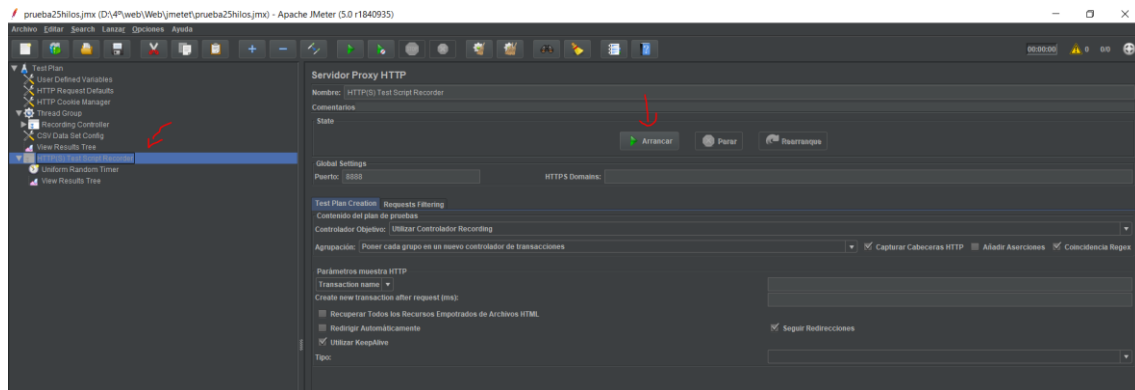 prueba25hilos.jmx (D:\4º\web\Web\jmetet\prueba25hilos.jmx) - Apache JMeter (5.0 r1840935)
Archivo Editar Search Lanzar Opciones Ayuda
00:00:00 0 0/0
Test Plan
User Defined Variables
HTTP Request Defaults
HTTP Cookie Manager
Thread Group
Recording Controller
CSV Data Set Config
View Results Tree
HTTP(S) Test Script Recorder
Uniform Random Timer
View Results Tree
Servidor Proxy HTTP
Nombre: HTTP(S) Test Script Recorder
Comentarios
State
Arrancar Parar Rearranque
Global Settings
Puerto: 8888 HTTPS Domains:
Test Plan Creation Requests Filtering
Contenido del plan de pruebas
Controlador Objetivo: Utilizar Controlador Recording
Agrupación: Poner cada grupo en un nuevo controlador de transacciones Capturar Cabeceras HTTP Añadir Aserciones Coincidencia Regex
Parámetros muestra HTTP
Transaction name
Create new transaction after request (ms):
Recuperar Todos los Recursos Empotrados de Archivos HTML
Redirigir Automáticamente Seguir Redirecciones
Utilizar KeepAlive
Tipo: